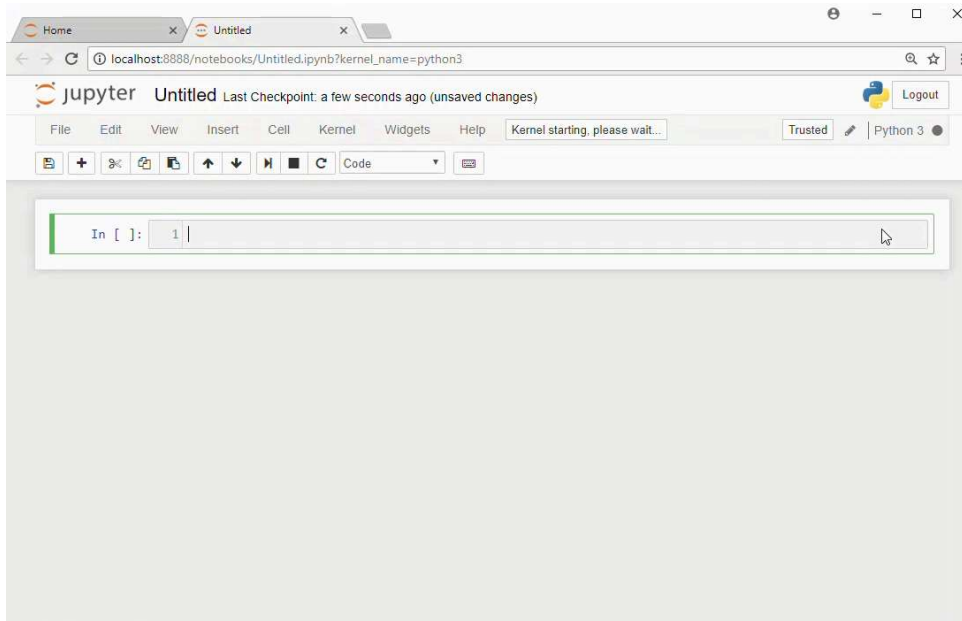 Home Untitled
localhost:8888/notebooks/Untitled.ipynb?kernel_name=python3
jupyter Untitled Last Checkpoint: a few seconds ago (unsaved changes) Logout
File Edit View Insert Cell Kernel Widgets Help Kernel starting, please wait... Trusted Python 3
Code
In [ ]: 1